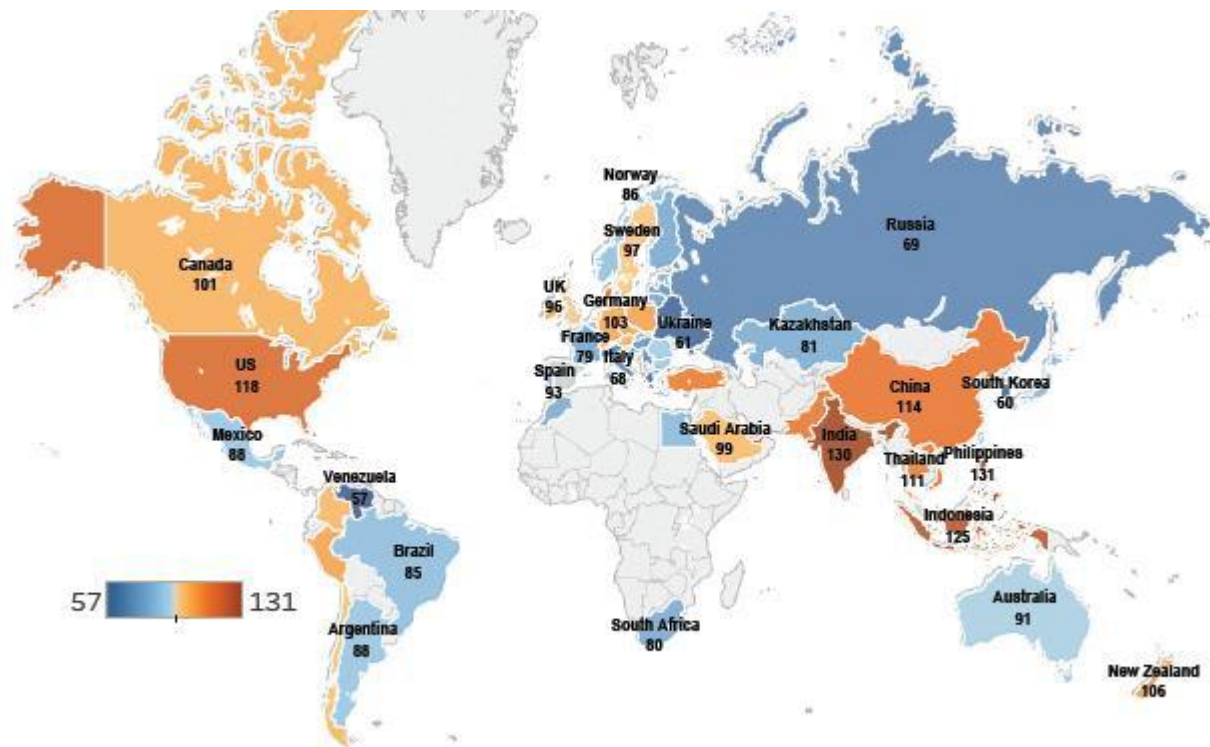 Norway
86
Sweden
97
Russia
69
Canada
101
UK
96
Germany
103
Ukraine
61
Kazakhstan
81
France
79
Italy
68
US
118
Spain
93
China
114
South Korea
60
Mexico
88
Saudi Arabia
99
India
130
Thailand
111
Philippines
131
Venezuela
57
Indonesia
125
Brazil
85
57
131
Australia
91
Argentina
88
South Africa
80
New Zealand
106